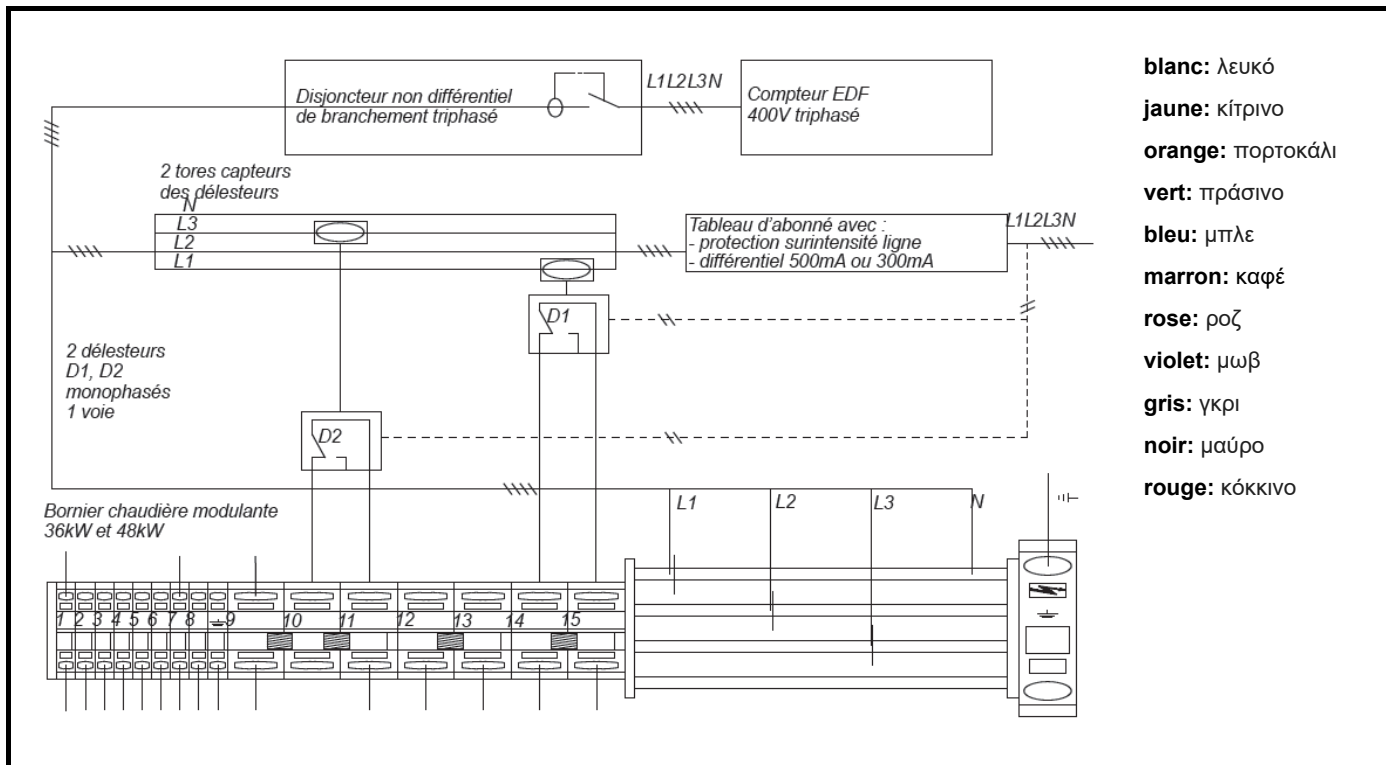 Disjoncteur non différentiel
de branchement triphasé
L1L2L3N
Compteur EDF
400V triphasé
2 tores capteurs
des délesteurs
N
L3
L2
L1
Tableau d'abonné avec :
- protection surintensité ligne
- différentiel 500mA ou 300mA
L1L2L3N
D1
2 délesteurs
D1, D2
monophasés
1 voie
D2
L1 L2 L3 N
Bornier chaudière modulante
36kW et 48kW
1 2 3 4 5 6 7 8 9 10 11 12 13 14 15
blanc: λευκό
jaune: κίτρινο
orange: πορτοκάλι
vert: πράσινο
bleu: μπλε
marron: καφέ
rose: ροζ
violet: μωβ
gris: γκρι
noir: μαύρο
rouge: κόκκινο